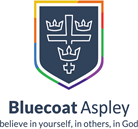 Bluecoat Aspley
believe in yourself, in others, in God